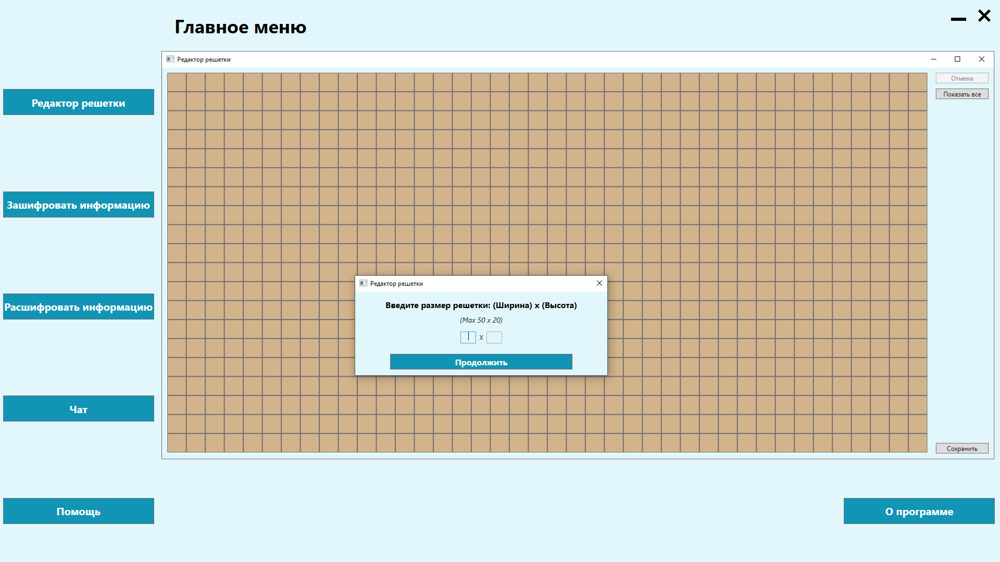 Главное меню
Редактор решетки
Отмена
Показать все
Редактор решетки
Зашифровать информацию
Расшифровать информацию
Чат
Помощь
Редактор решетки
Введите размер решетки: (Ширина) x (Высота)
(Max 50 x 20)
X
Продолжить
Сохранить
О программе